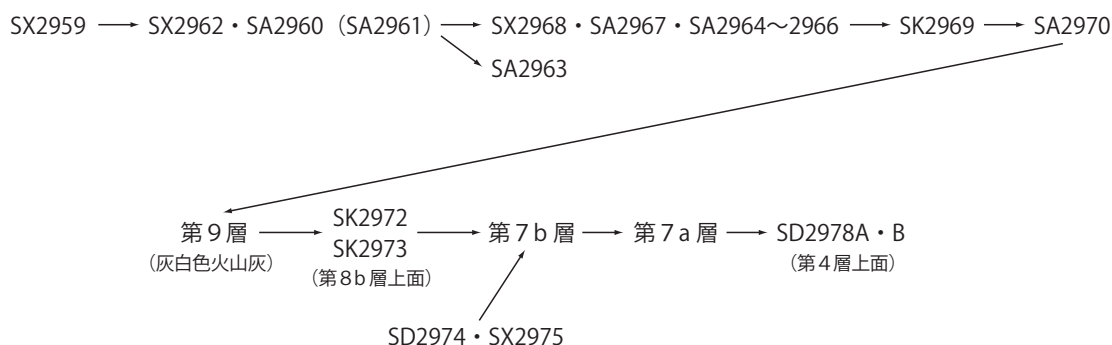 SX2959 → SX2962・SA2960（SA2961）→ SX2968・SA2967・SA2964～2966 → SK2969 → SA2970
SA2963
第９層 → SK2972 → 第７ｂ層 → 第７ａ層 → SD2978A・B
SK2973
（灰白色火山灰）
（第８ｂ層上面）
（第４層上面）
SD2974・SX2975